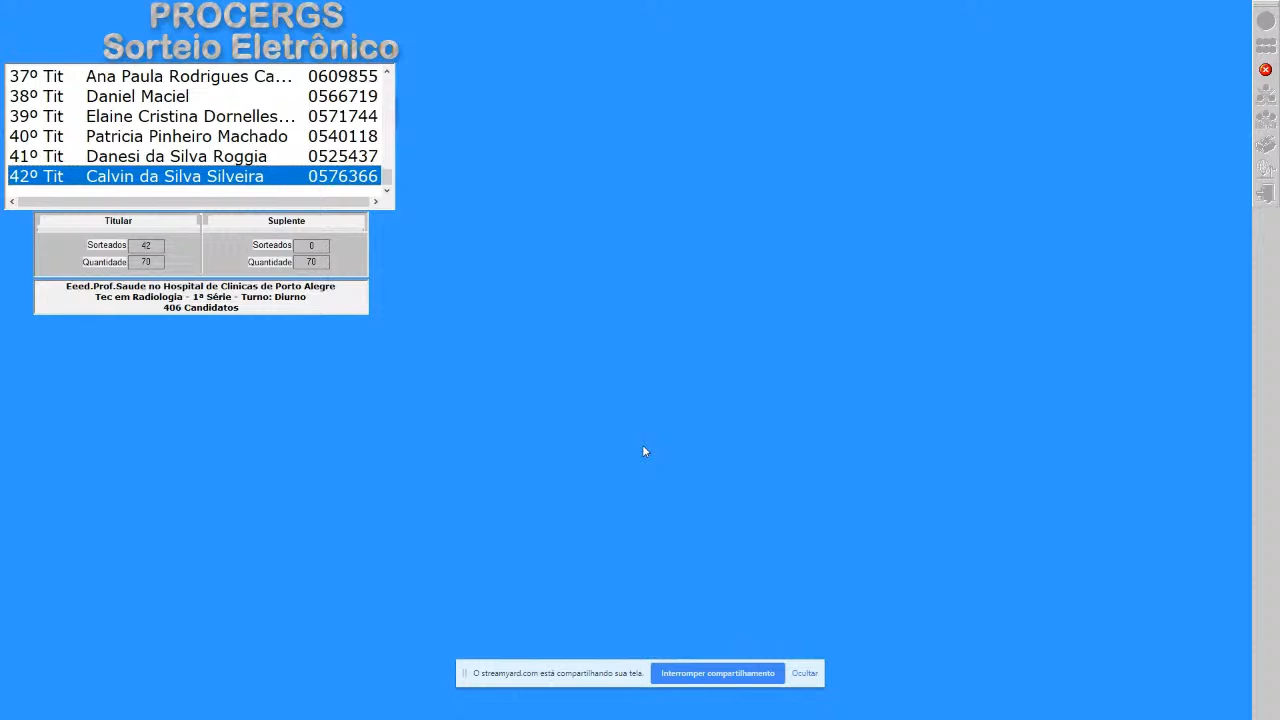 PROCERGS
Sorteio Eletrônico
37º Tit Ana Paula Rodrigues Ca... 0609855
38º Tit Daniel Maciel 0566719
39º Tit Elaine Cristina Dornelles... 0571744
40º Tit Patricia Pinheiro Machado 0540118
41º Tit Danesi da Silva Roggia 0525437
42º Tit Calvin da Silva Silveira 0576366
Titular Suplente
Sorteados 42 Sorteados 0
Quantidade 70 Quantidade 70
Eeed.Prof.Saude no Hospital de Clinicas de Porto Alegre
Tec em Radiologia - 1ª Série - Turno: Diurno
406 Candidatos
O streamyard.com está compartilhando sua tela. Interromper compartilhamento Ocultar